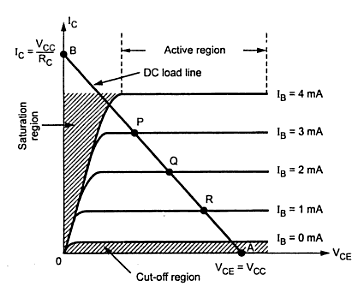 I_C
I_C = V_CC / R_C
B
Active region
DC load line
Saturation region
I_B = 4 mA
P
I_B = 3 mA
Q
I_B = 2 mA
R
I_B = 1 mA
I_B = 0 mA
A
0
V_CE = V_CC
V_CE
Cut-off region